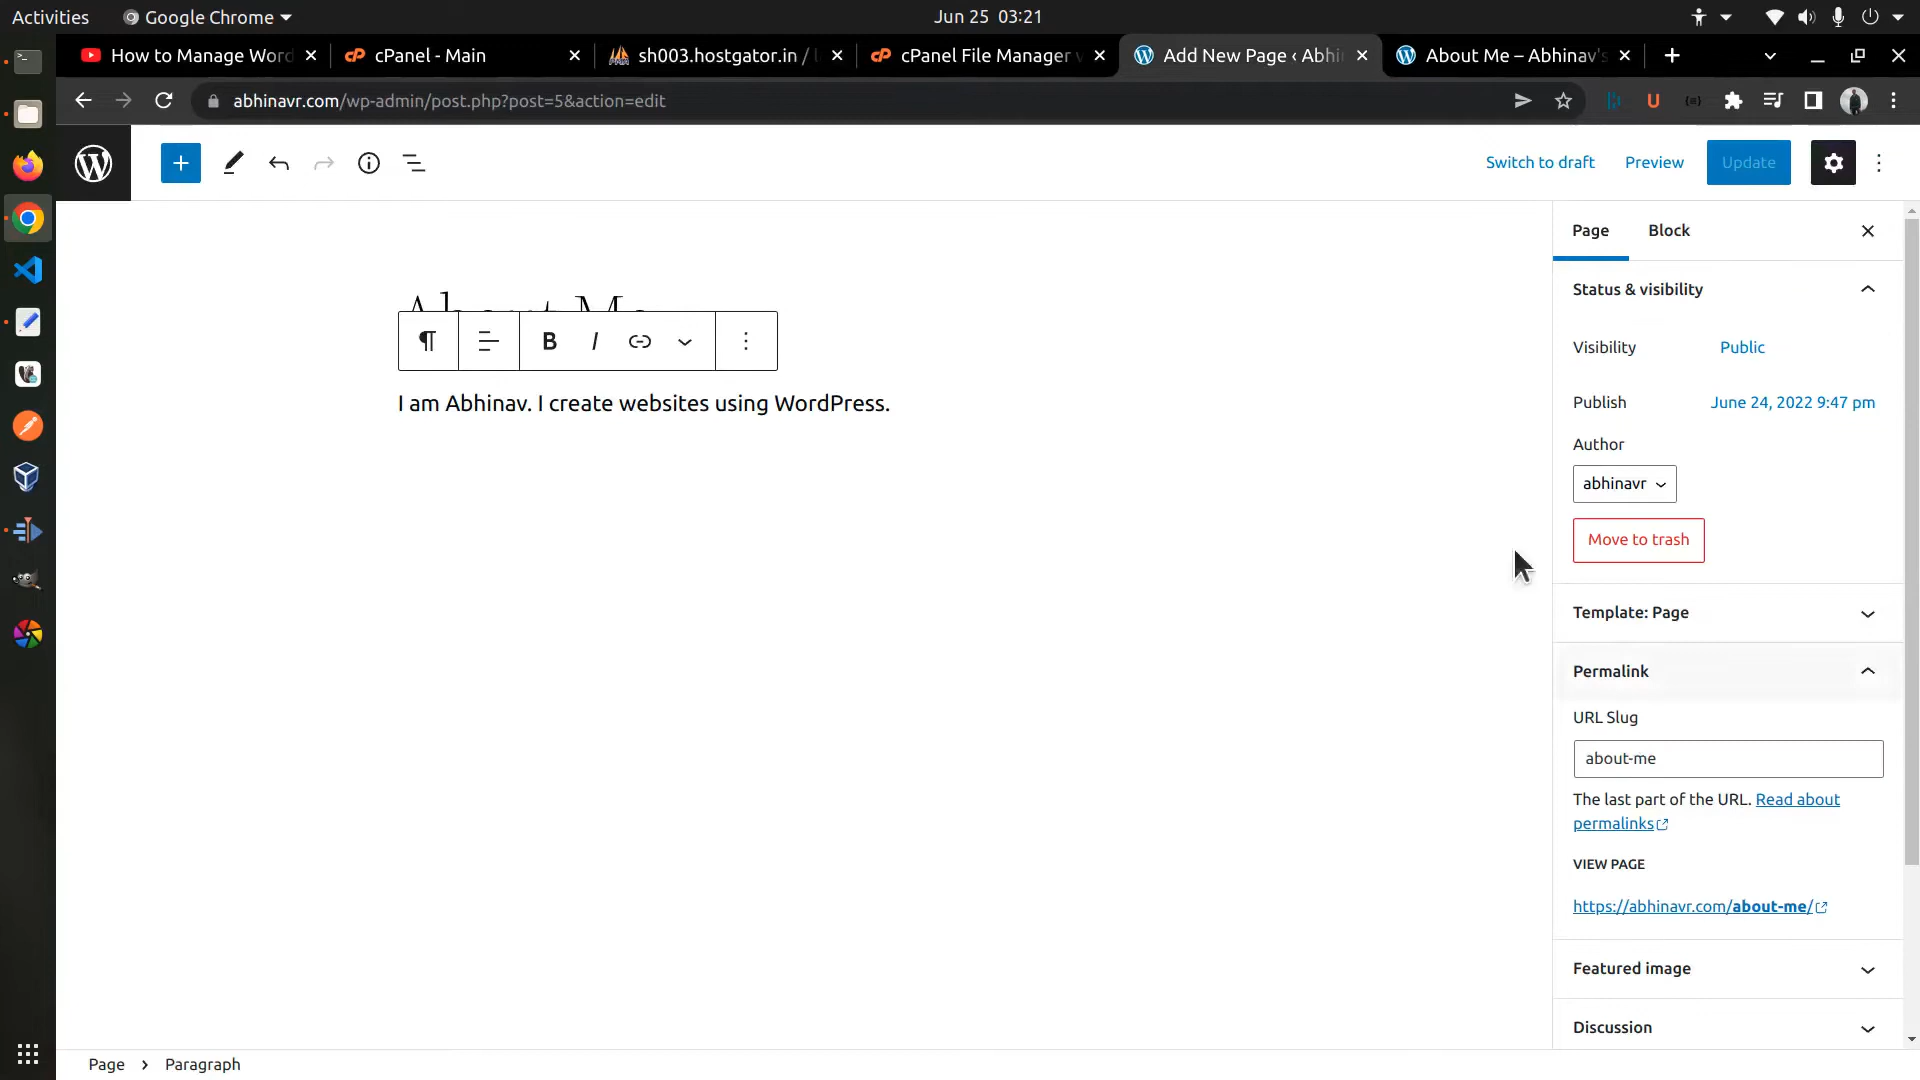 Activities
Google Chrome
Jun 25 03:21
How to Manage Word
cPanel - Main
sh003.hostgator.in / l
cPanel File Manager v
Add New Page ‹ Abhi
About Me – Abhinav's
abhinavr.com/wp-admin/post.php?post=5&action=edit
Switch to draft
Preview
Update
Page
Block
Status & visibility
About Me
Visibility
Public
B I
I am Abhinav. I create websites using WordPress.
Publish
June 24, 2022 9:47 pm
Author
abhinavr
Move to trash
Template: Page
Permalink
URL Slug
about-me
The last part of the URL. Read about
permalinks
VIEW PAGE
https://abhinavr.com/about-me/
Featured image
Discussion
Page › Paragraph